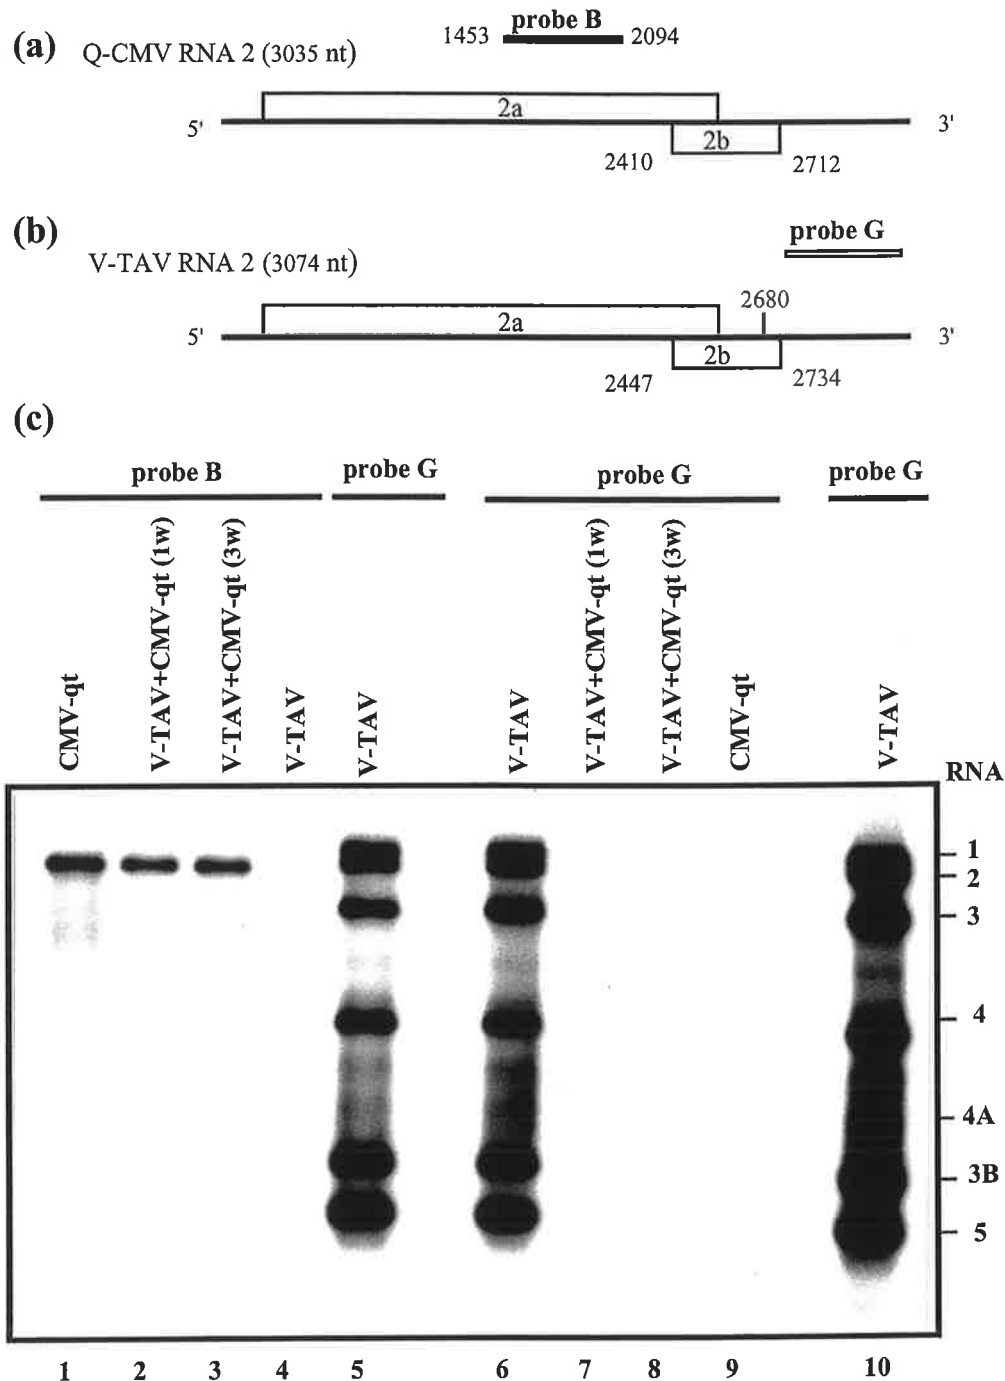 (a)
Q-CMV RNA 2 (3035 nt)
probe B
1453
2094
2a
5'
3'
2b
2410
2712
(b)
V-TAV RNA 2 (3074 nt)
probe G
2680
2a
5'
3'
2b
2447
2734
(c)
probe B
probe G
probe G
probe G
CMV-qt
V-TAV+CMV-qt (1w)
V-TAV+CMV-qt (3w)
V-TAV
V-TAV
V-TAV
V-TAV+CMV-qt (1w)
V-TAV+CMV-qt (3w)
CMV-qt
V-TAV
RNA
1
2
3
4
4A
3B
5
1 2 3 4 5 6 7 8 9 10